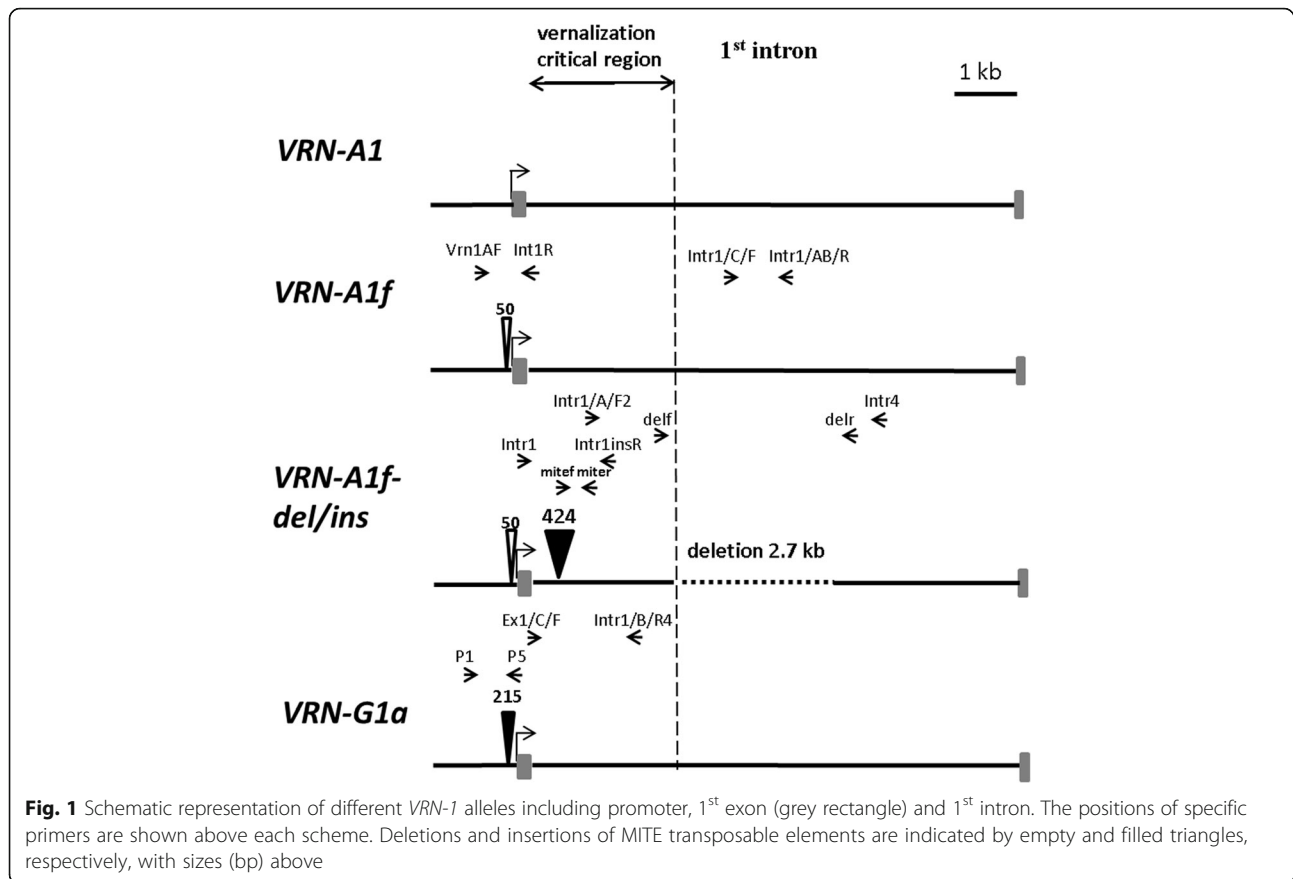 vernalization
critical region
1st intron
1 kb
VRN-A1
Vrn1AF Int1R Intr1/C/F Intr1/AB/R
VRN-A1f
50
Intr1/A/F2
delf
delr
Intr4
Intr1 Intr1insR
mitef miter
VRN-A1f-
del/ins
50
424
deletion 2.7 kb
Ex1/C/F Intr1/B/R4
P1 P5
215
VRN-G1a
Fig. 1 Schematic representation of different VRN-1 alleles including promoter, 1st exon (grey rectangle) and 1st intron. The positions of specific
primers are shown above each scheme. Deletions and insertions of MITE transposable elements are indicated by empty and filled triangles,
respectively, with sizes (bp) above